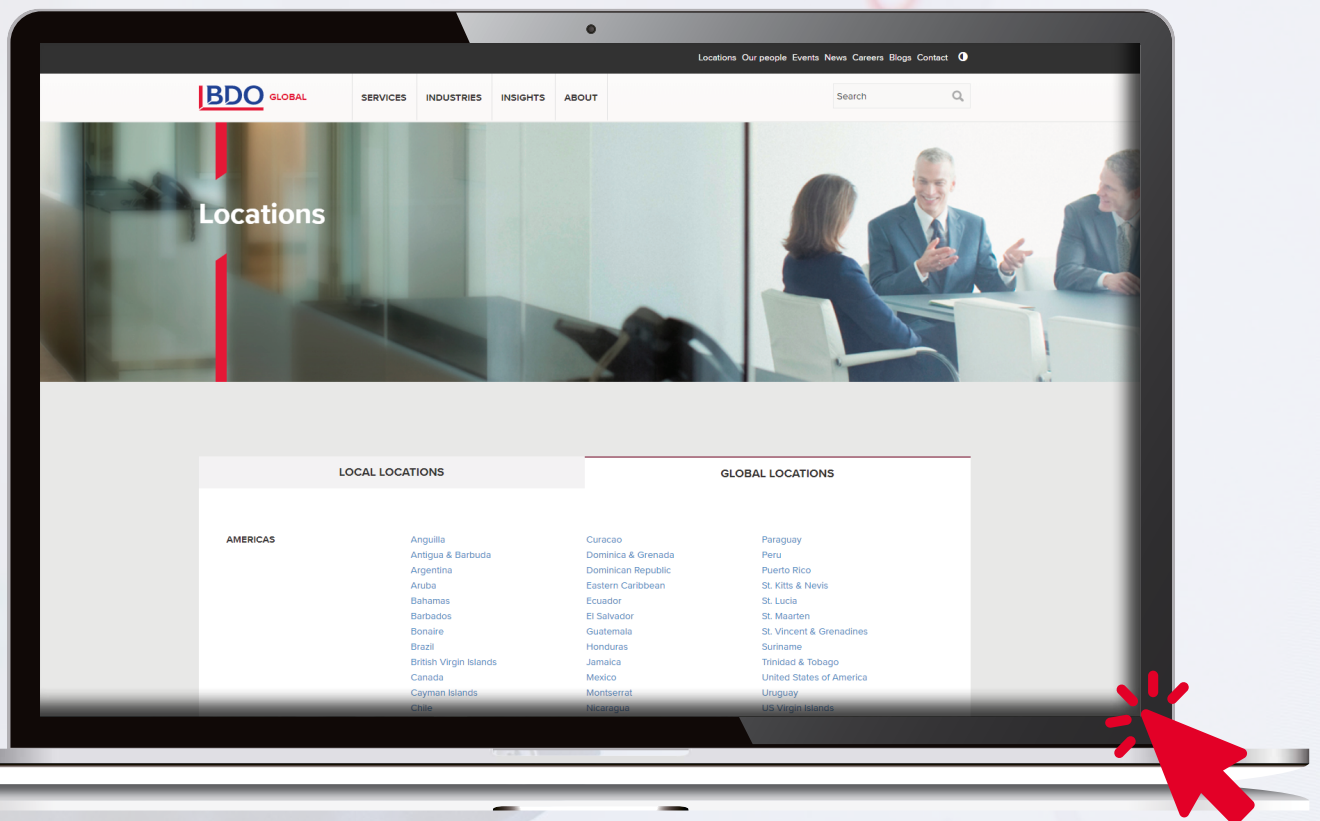 Locations Our people Events News Careers Blogs Contact
BDO GLOBAL
SERVICES INDUSTRIES INSIGHTS ABOUT
Search
Locations
LOCAL LOCATIONS
GLOBAL LOCATIONS
AMERICAS
Anguilla
Antigua & Barbuda
Argentina
Aruba
Bahamas
Barbados
Bonaire
Brazil
British Virgin Islands
Canada
Cayman Islands
Chile
Curacao
Dominica & Grenada
Dominican Republic
Eastern Caribbean
Ecuador
El Salvador
Guatemala
Honduras
Jamaica
Mexico
Montserrat
Nicaragua
Paraguay
Peru
Puerto Rico
St. Kitts & Nevis
St. Lucia
St. Maarten
St. Vincent & Grenadines
Suriname
Trinidad & Tobago
United States of America
Uruguay
US Virgin Islands